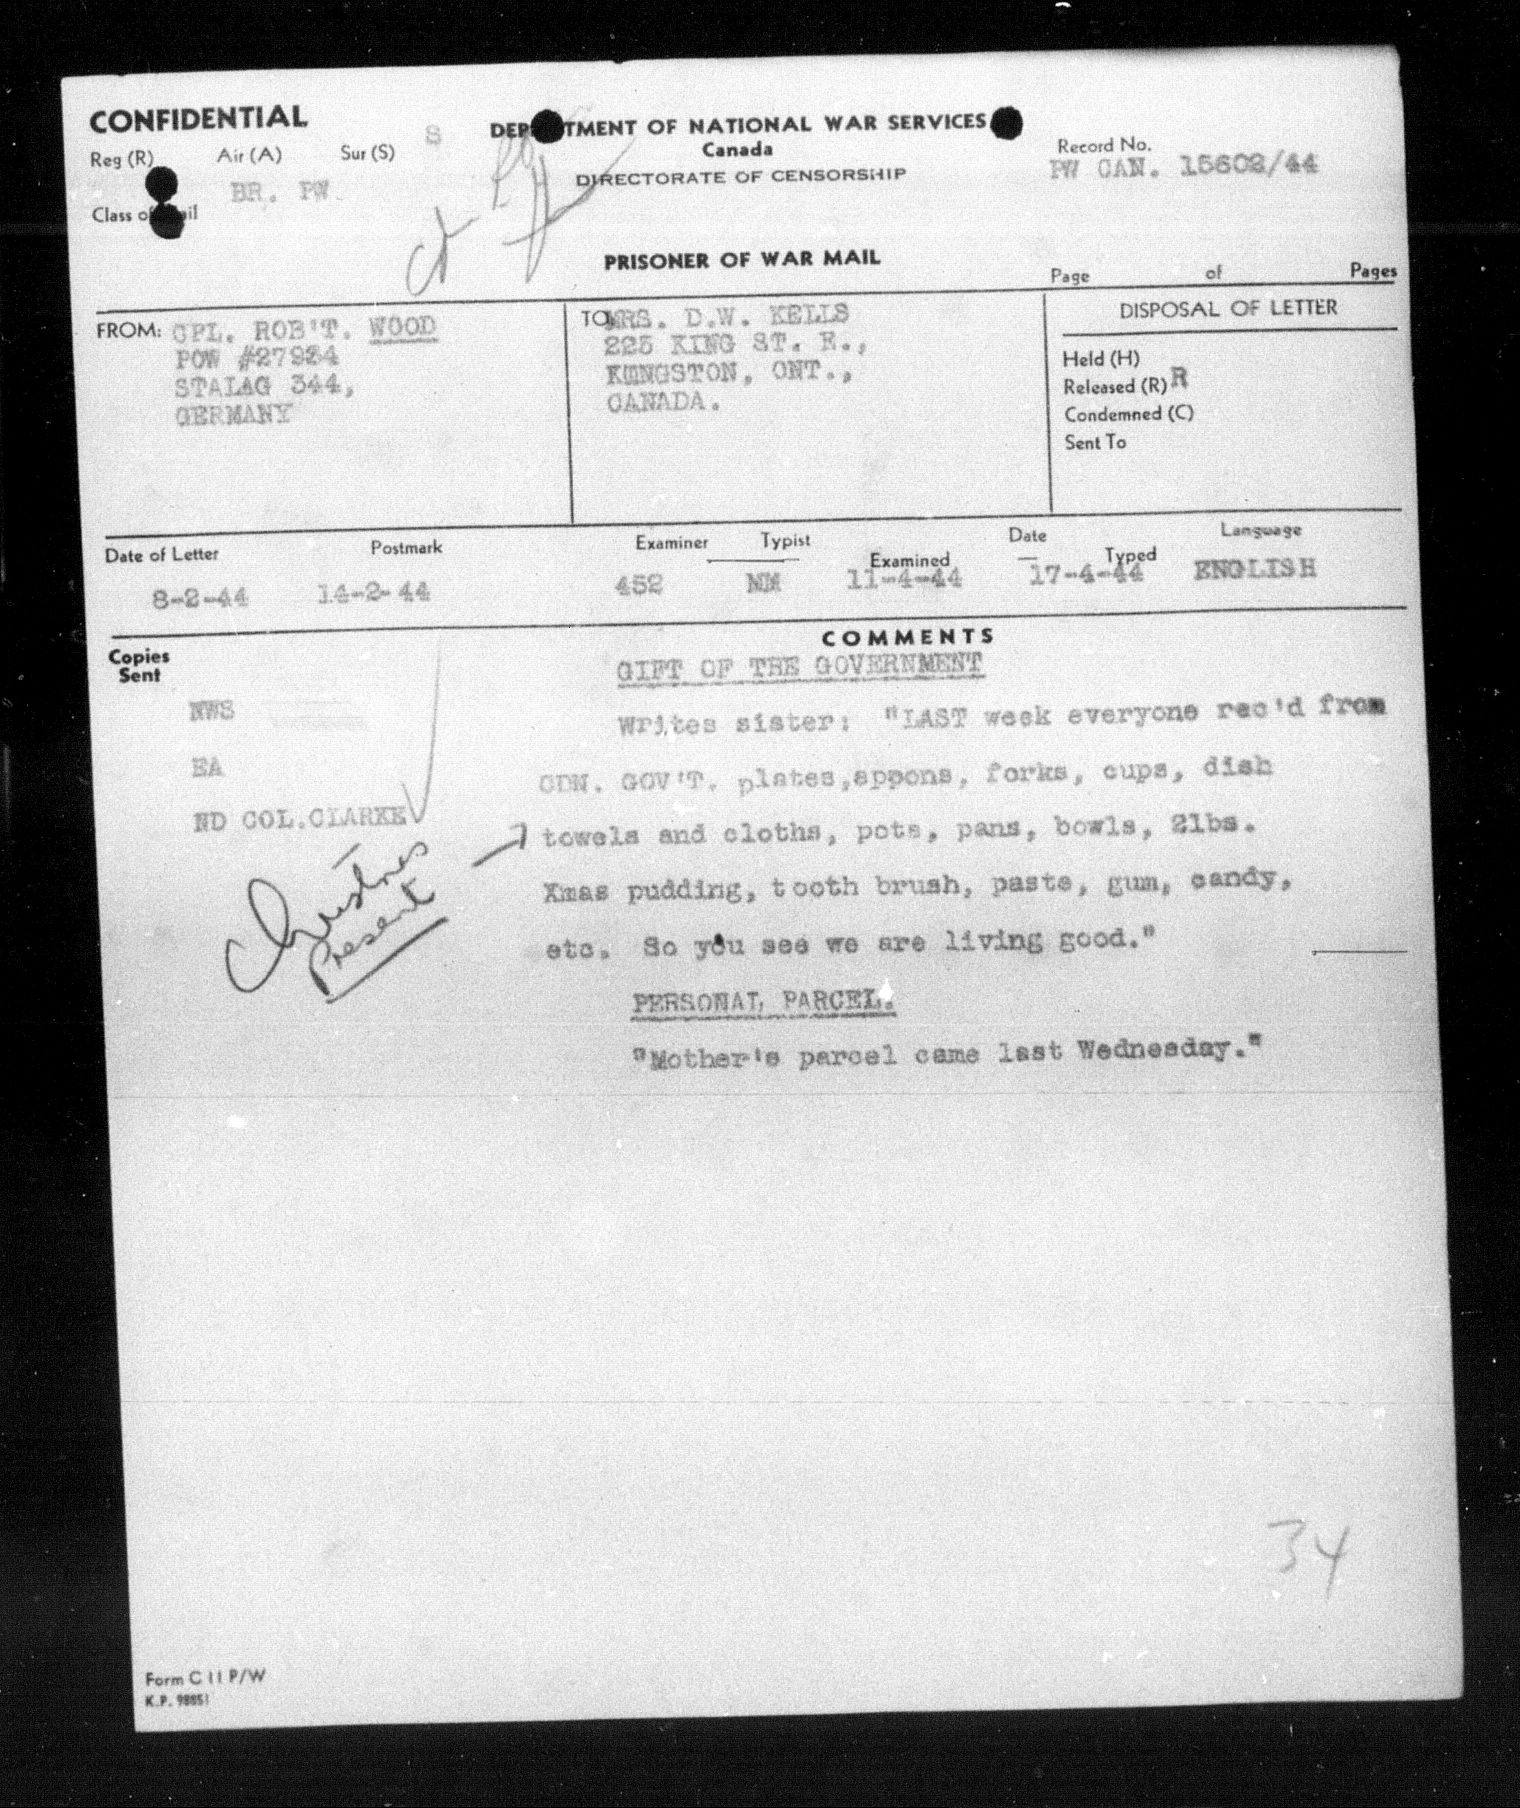 CONFIDENTIAL
Reg (R) Air (A) Sur (S) S
DEP TMENT OF NATIONAL WAR SERVICES
Canada
DIRECTORATE OF CENSORSHIP
Record No.
PW CAN. 15602/44
BR. PW
Class of ail
PRISONER OF WAR MAIL
Page of Pages
FROM: CPL. ROB'T. WOOD
POW #27924
STALAG 344,
GERMANY
TO MRS. D.W. KELLS
225 KING ST. E.,
KINGSTON, ONT.,
CANADA.
DISPOSAL OF LETTER
Held (H)
Released (R) R
Condemned (C)
Sent To
Date of Letter Postmark Examiner Typist Examined Date Typed Language
8-2-44 14-2-44 452 NM 11-4-44 17-4-44 ENGLISH
COMMENTS
Copies
Sent
NWS
EA
ND COL.CLARKE
Christmas
Present
GIFT OF THE GOVERNMENT
Writes sister: "LAST week everyone rec'd from
CDN. GOV'T. plates,sppons, forks, cups, dish
towels and cloths, pots, pans, bowls, 2lbs.
Xmas pudding, tooth brush, paste, gum, candy,
etc. So you see we are living good."
PERSONAL PARCEL.
"Mother's parcel came last Wednesday."
34
Form C 11 P/W
K.P. 98851